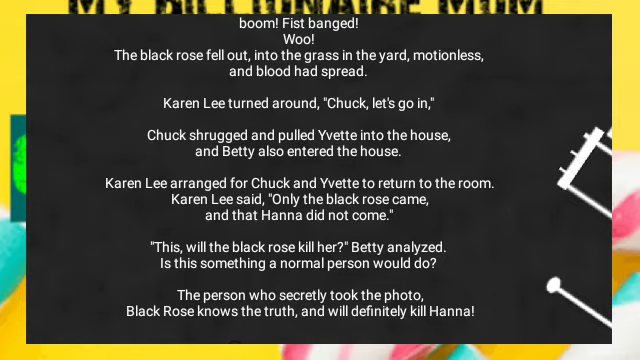 MY BILLIONAIRE MOM
boom! Fist banged!
Woo!
The black rose fell out, into the grass in the yard, motionless,
and blood had spread.
Karen Lee turned around, "Chuck, let's go in,"
Chuck shrugged and pulled Yvette into the house,
and Betty also entered the house.
Karen Lee arranged for Chuck and Yvette to return to the room.
Karen Lee said, "Only the black rose came,
and that Hanna did not come."
"This, will the black rose kill her?" Betty analyzed.
Is this something a normal person would do?
The person who secretly took the photo,
Black Rose knows the truth, and will definitely kill Hanna!